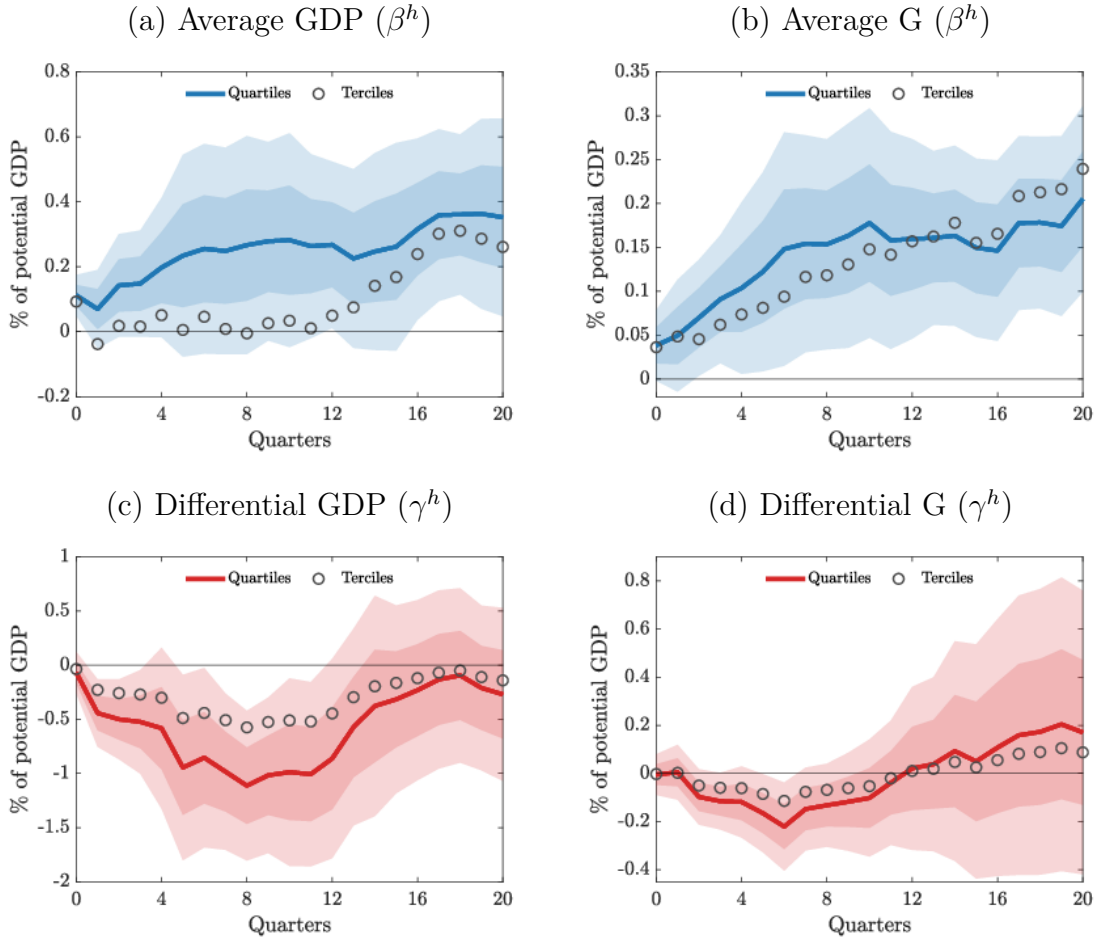 (a) Average GDP (βʰ)
% of potential GDP
0.8
0.6
0.4
0.2
0
-0.2
Quartiles Terciles
0 4 8 12 16 20
Quarters
(b) Average G (βʰ)
% of potential GDP
0.35
0.3
0.25
0.2
0.15
0.1
0.05
0
Quartiles Terciles
0 4 8 12 16 20
Quarters
(c) Differential GDP (γʰ)
% of potential GDP
1
0.5
0
-0.5
-1
-1.5
-2
Quartiles Terciles
0 4 8 12 16 20
Quarters
(d) Differential G (γʰ)
% of potential GDP
0.8
0.6
0.4
0.2
0
-0.2
-0.4
Quartiles Terciles
0 4 8 12 16 20
Quarters